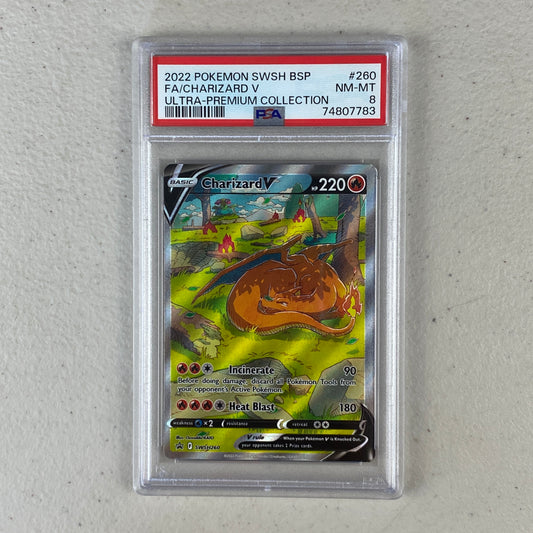 2022 POKEMON SWSH BSP #260
FA/CHARIZARD V NM-MT
ULTRA-PREMIUM COLLECTION 8
PSA 74807783
BASIC Charizard V HP 220
Incinerate 90
Before doing damage, discard all Pokémon Tools from
your opponent's Active Pokémon.
Heat Blast 180
weakness ×2 resistance retreat
V rule When your Pokémon V is Knocked Out,
your opponent takes 2 Prize cards.
SWSH260